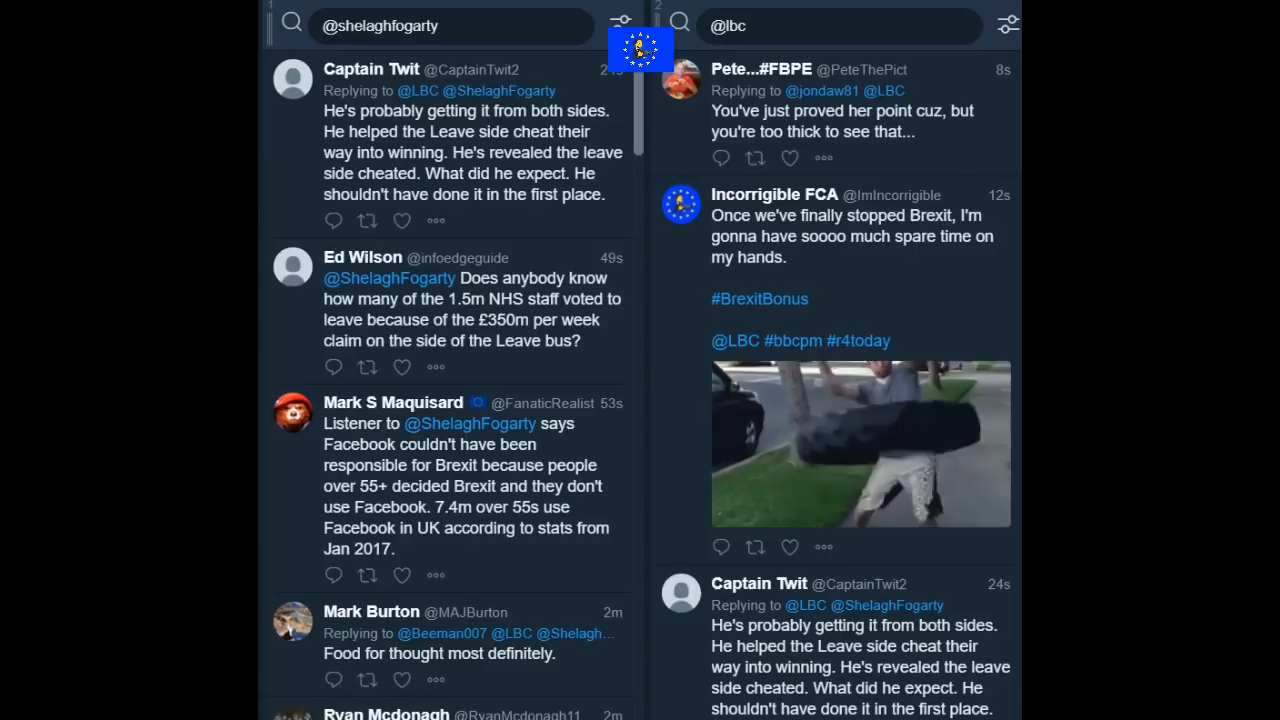 1
@shelaghfogarty
Captain Twit @CaptainTwit2
Replying to @LBC @ShelaghFogarty
He's probably getting it from both sides.
He helped the Leave side cheat their
way into winning. He's revealed the leave
side cheated. What did he expect. He
shouldn't have done it in the first place.
Ed Wilson @infoedgeguide 49s
@ShelaghFogarty Does anybody know
how many of the 1.5m NHS staff voted to
leave because of the £350m per week
claim on the side of the Leave bus?
Mark S Maquisard @FanaticRealist 53s
Listener to @ShelaghFogarty says
Facebook couldn't have been
responsible for Brexit because people
over 55+ decided Brexit and they don't
use Facebook. 7.4m over 55s use
Facebook in UK according to stats from
Jan 2017.
Mark Burton @MAJBurton 2m
Replying to @Beeman007 @LBC @Shelagh...
Food for thought most definitely.
Ryan Mcdonagh @RyanMcdonagh11 2m
2
@lbc
Pete...#FBPE @PeteThePict 8s
Replying to @jondaw81 @LBC
You've just proved her point cuz, but
you're too thick to see that...
Incorrigible FCA @ImIncorrigible 12s
Once we've finally stopped Brexit, I'm
gonna have soooo much spare time on
my hands.
#BrexitBonus
@LBC #bbcpm #r4today
Captain Twit @CaptainTwit2 24s
Replying to @LBC @ShelaghFogarty
He's probably getting it from both sides.
He helped the Leave side cheat their
way into winning. He's revealed the leave
side cheated. What did he expect. He
shouldn't have done it in the first place.